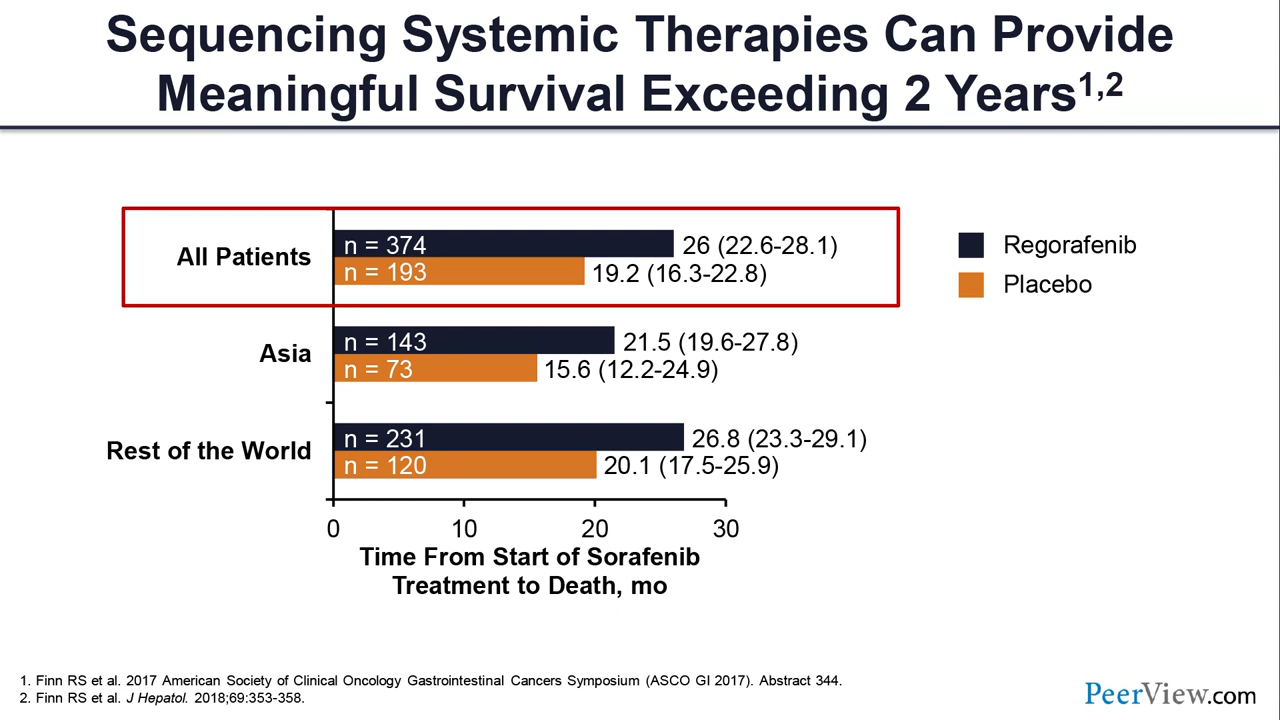 Sequencing Systemic Therapies Can Provide
Meaningful Survival Exceeding 2 Years1,2
All Patients
n = 374
26 (22.6-28.1)
n = 193
19.2 (16.3-22.8)
Regorafenib
Placebo
Asia
n = 143
21.5 (19.6-27.8)
n = 73
15.6 (12.2-24.9)
Rest of the World
n = 231
26.8 (23.3-29.1)
n = 120
20.1 (17.5-25.9)
0 10 20 30
Time From Start of Sorafenib
Treatment to Death, mo
1. Finn RS et al. 2017 American Society of Clinical Oncology Gastrointestinal Cancers Symposium (ASCO GI 2017). Abstract 344.
2. Finn RS et al. J Hepatol. 2018;69:353-358.
PeerView.com